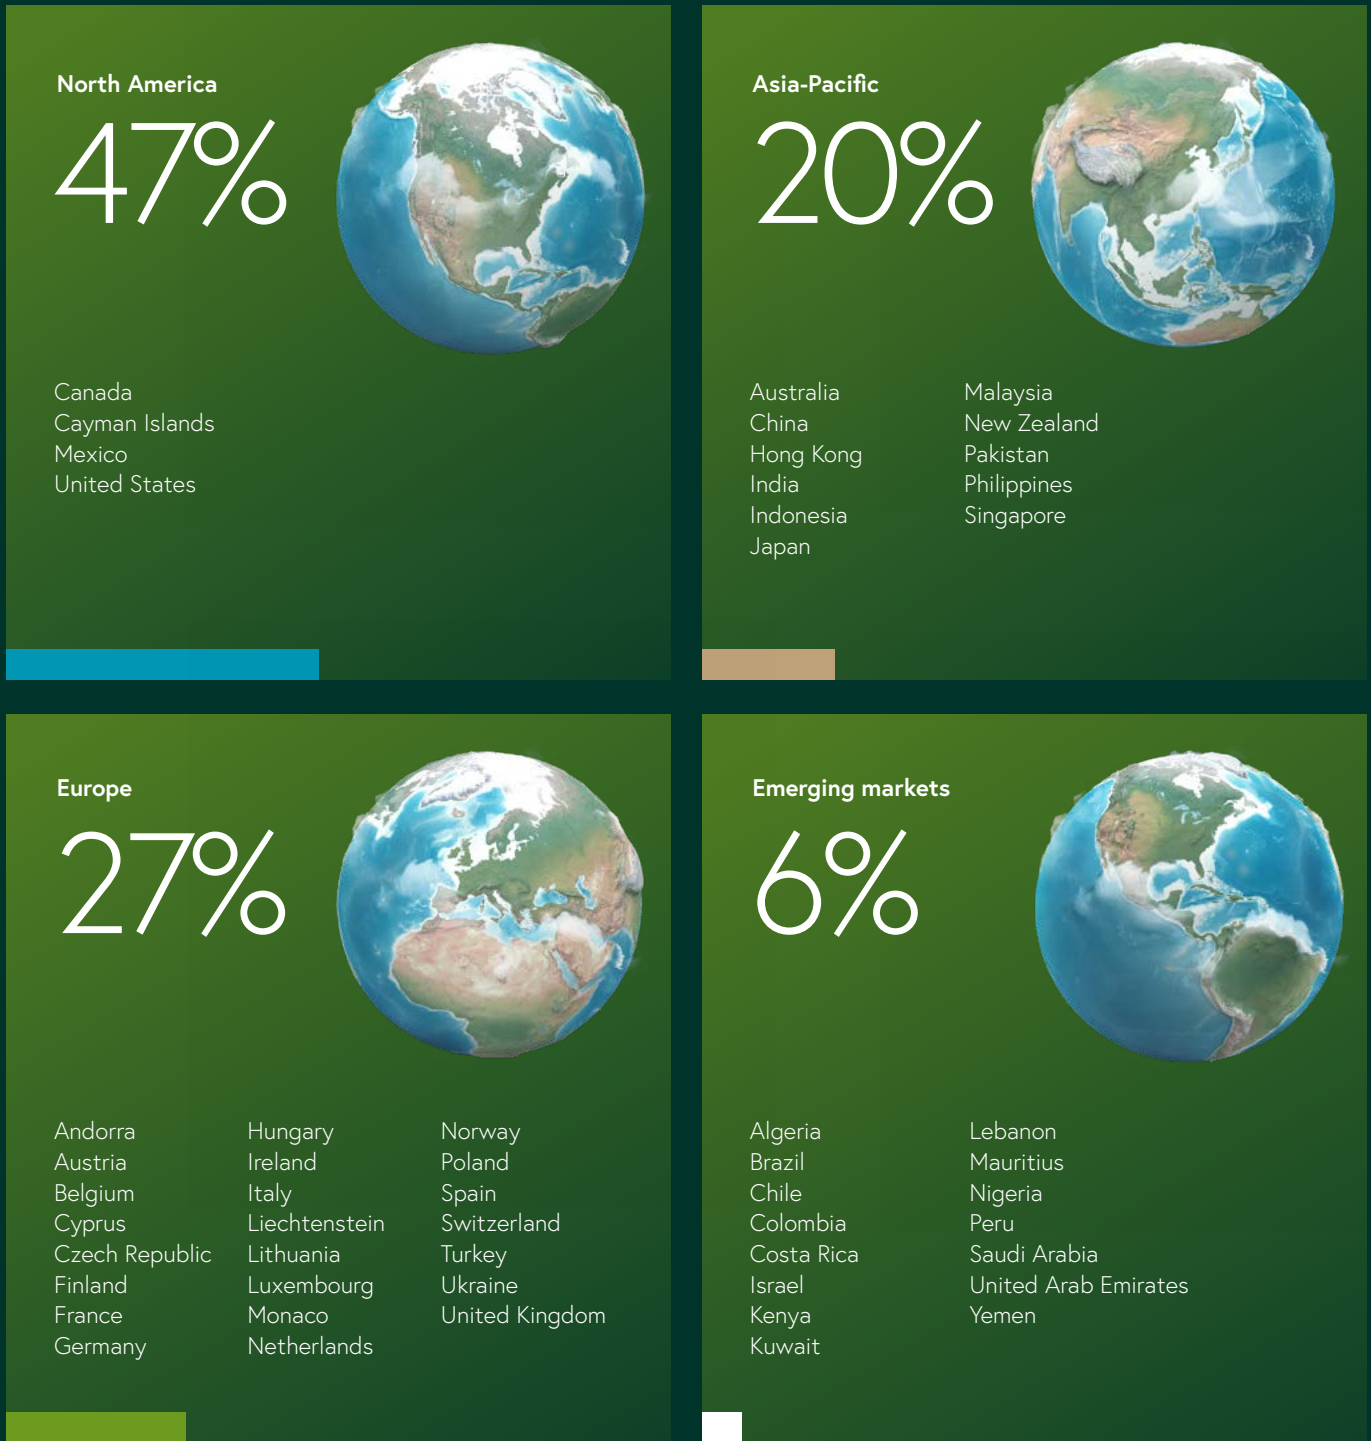 North America
47%
Canada
Cayman Islands
Mexico
United States
Asia-Pacific
20%
Australia
China
Hong Kong
India
Indonesia
Japan
Malaysia
New Zealand
Pakistan
Philippines
Singapore
Europe
27%
Andorra
Austria
Belgium
Cyprus
Czech Republic
Finland
France
Germany
Hungary
Ireland
Italy
Liechtenstein
Lithuania
Luxembourg
Monaco
Netherlands
Norway
Poland
Spain
Switzerland
Turkey
Ukraine
United Kingdom
Emerging markets
6%
Algeria
Brazil
Chile
Colombia
Costa Rica
Israel
Kenya
Kuwait
Lebanon
Mauritius
Nigeria
Peru
Saudi Arabia
United Arab Emirates
Yemen